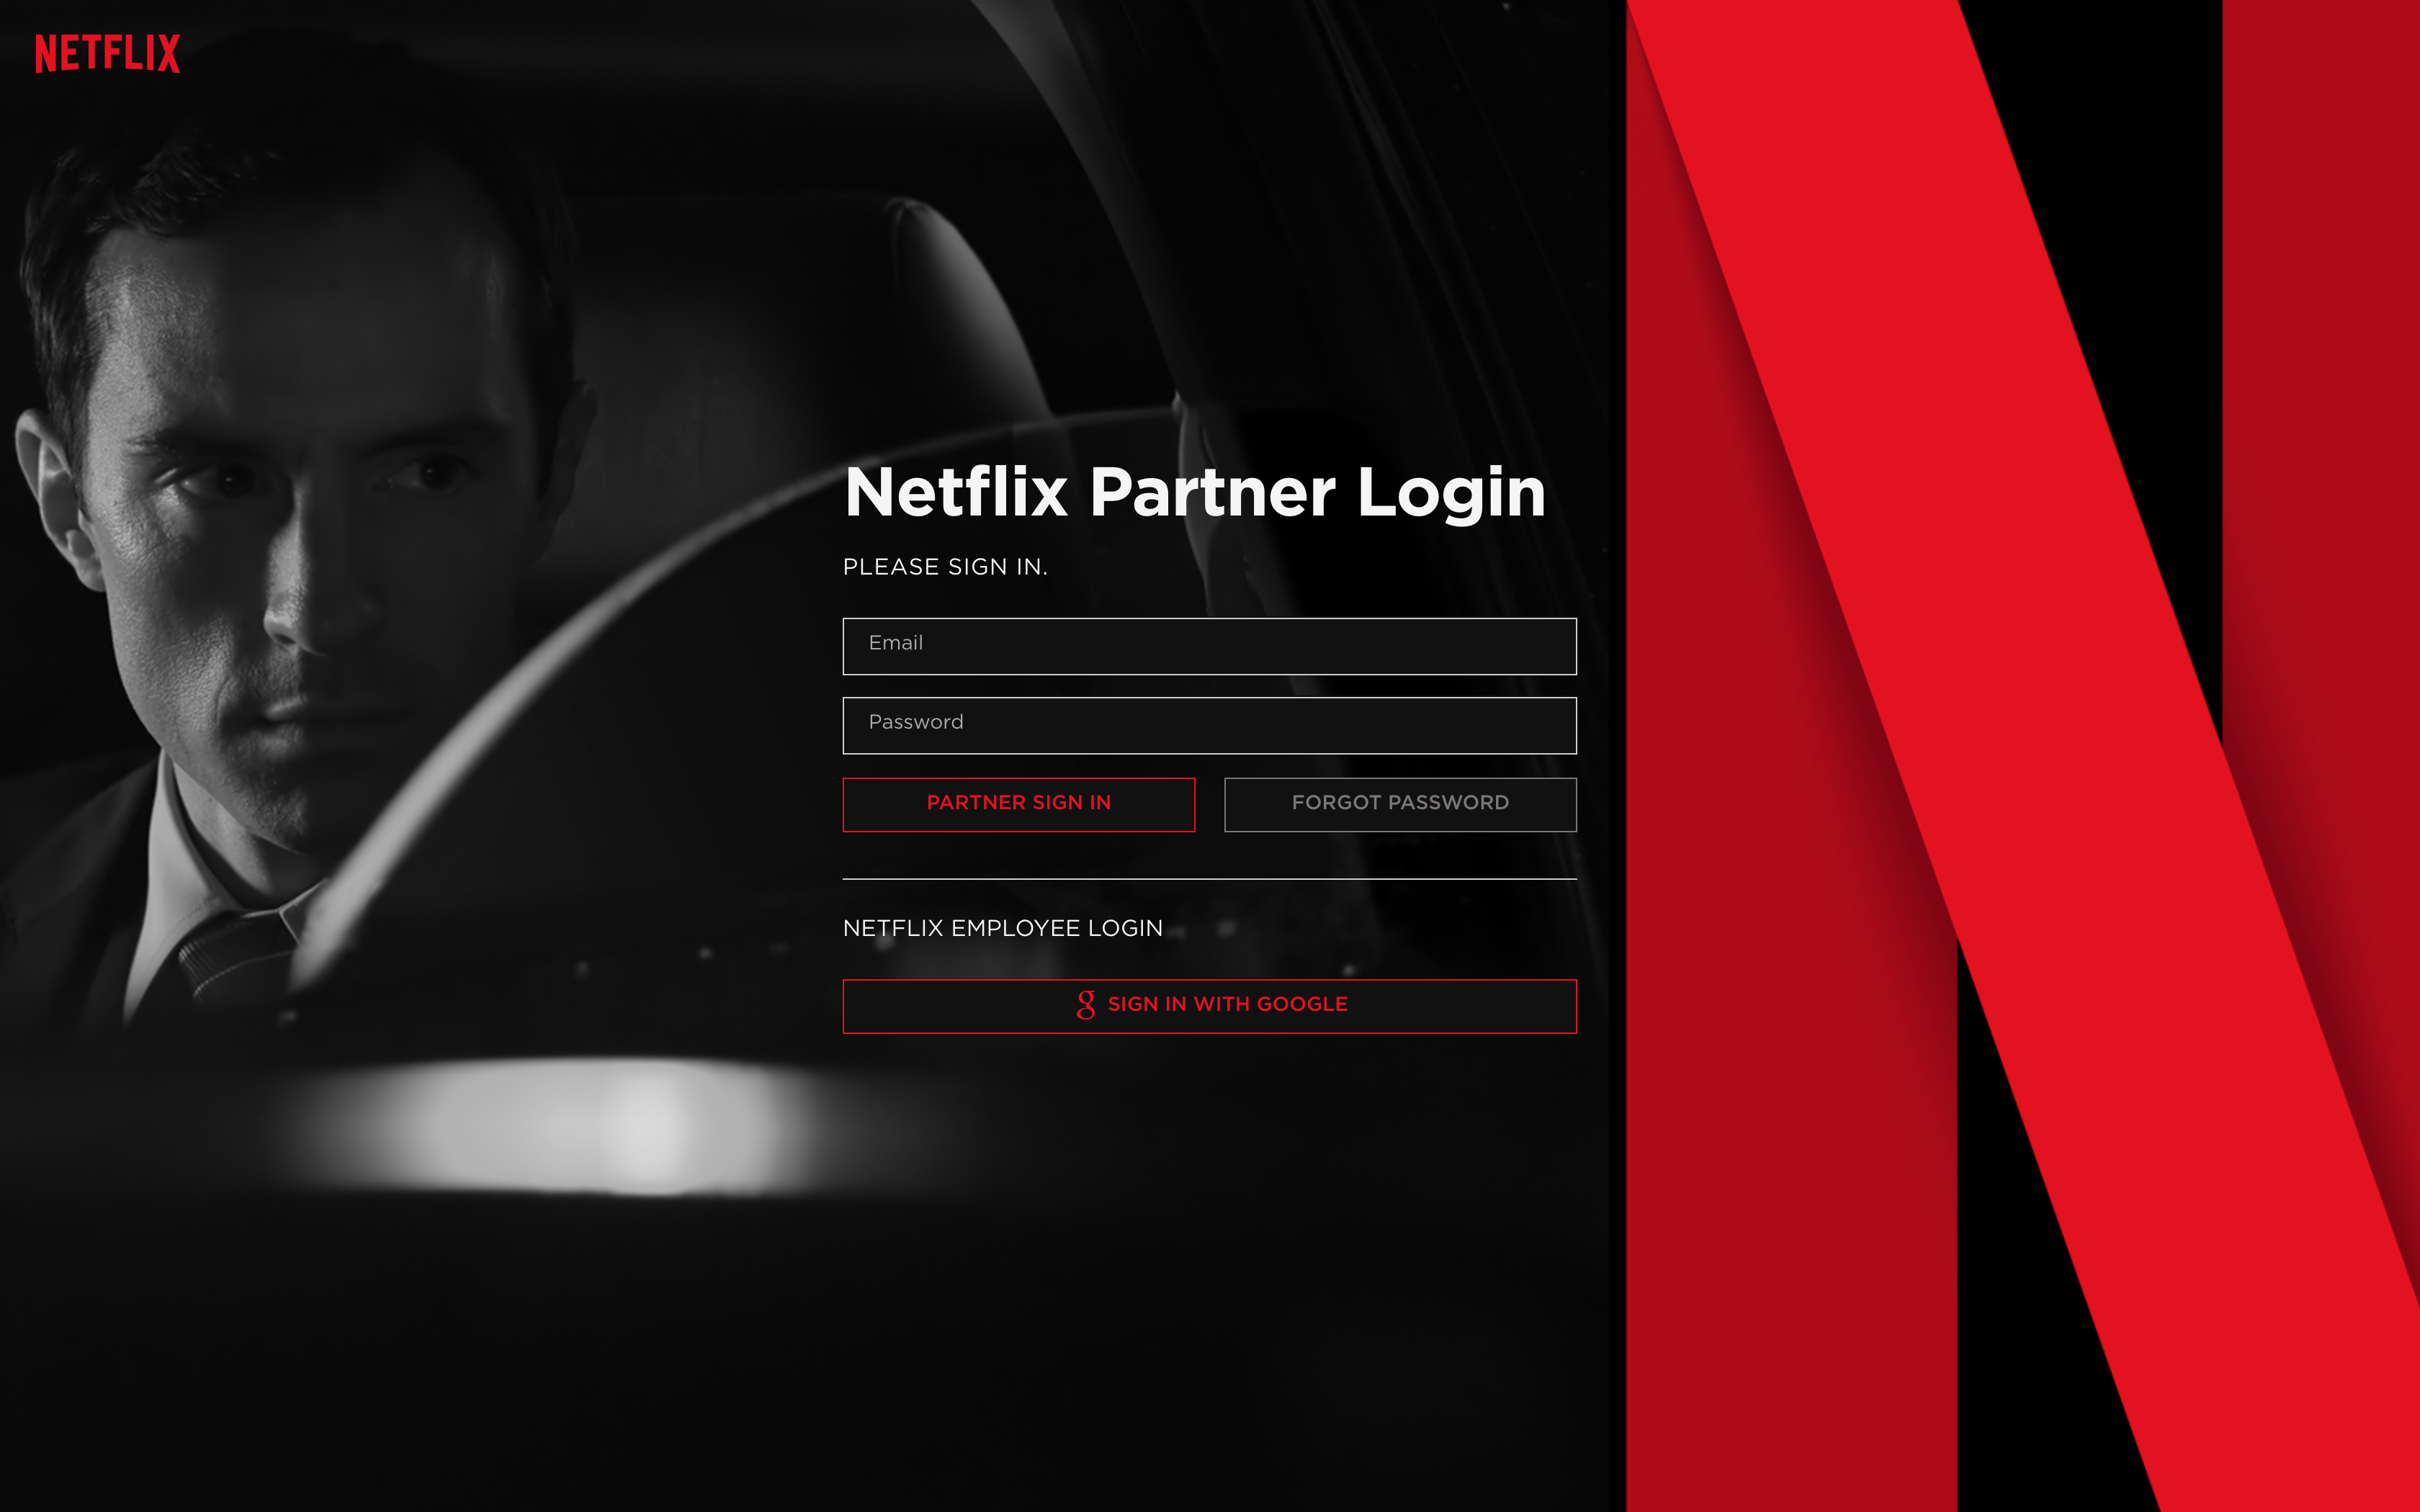 NETFLIX
Netflix Partner Login
PLEASE SIGN IN.
Email
Password
PARTNER SIGN IN
FORGOT PASSWORD
NETFLIX EMPLOYEE LOGIN
g SIGN IN WITH GOOGLE